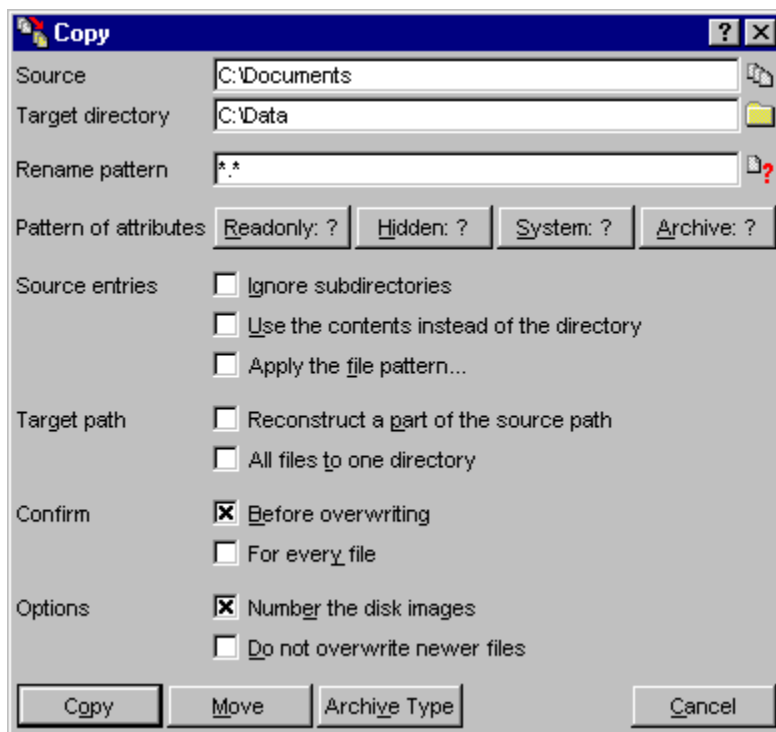 Copy
Source C:\Documents
Target directory C:\Data
Rename pattern *.*
Pattern of attributes Readonly: ? Hidden: ? System: ? Archive: ?
Source entries Ignore subdirectories
Use the contents instead of the directory
Apply the file pattern...
Target path Reconstruct a part of the source path
All files to one directory
Confirm Before overwriting
For every file
Options Number the disk images
Do not overwrite newer files
Copy Move Archive Type Cancel